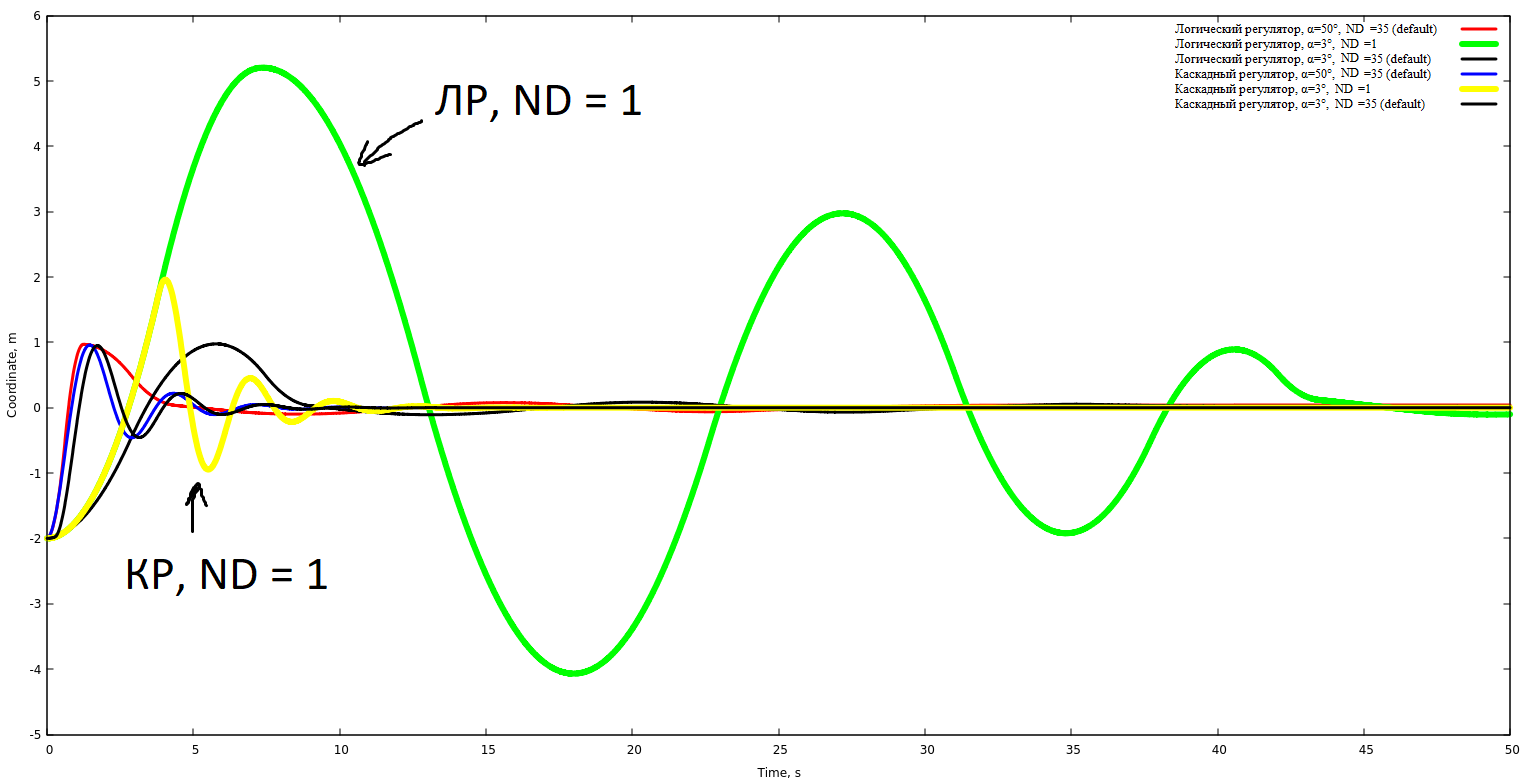 6
Логический регулятор, α=50°, ND =35 (default)
Логический регулятор, α=3°, ND =1
Логический регулятор, α=3°, ND =35 (default)
Каскадный регулятор, α=50°, ND =35 (default)
Каскадный регулятор, α=3°, ND =1
Каскадный регулятор, α=3°, ND =35 (default)
5
ЛР, ND = 1
4
3
2
1
Coordinate, m
0
-1
-2
КР, ND = 1
-3
-4
-5
0 5 10 15 20 25 30 35 40 45 50
Time, s